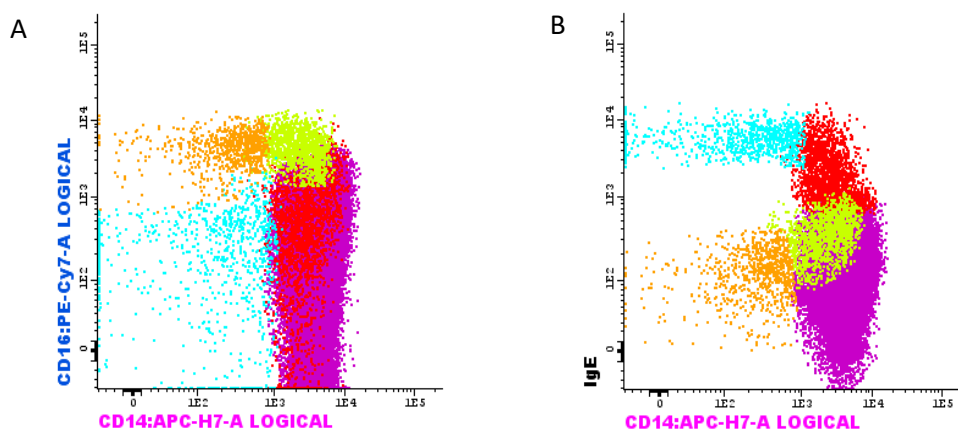 A
B
1E5
1E4
1E3
1E2
0
CD16:PE-Cy7-A LOGICAL
0
1E2
1E3
1E4
1E5
CD14:APC-H7-A LOGICAL
1E5
1E4
1E3
1E2
0
IgE
0
1E2
1E3
1E4
1E5
CD14:APC-H7-A LOGICAL